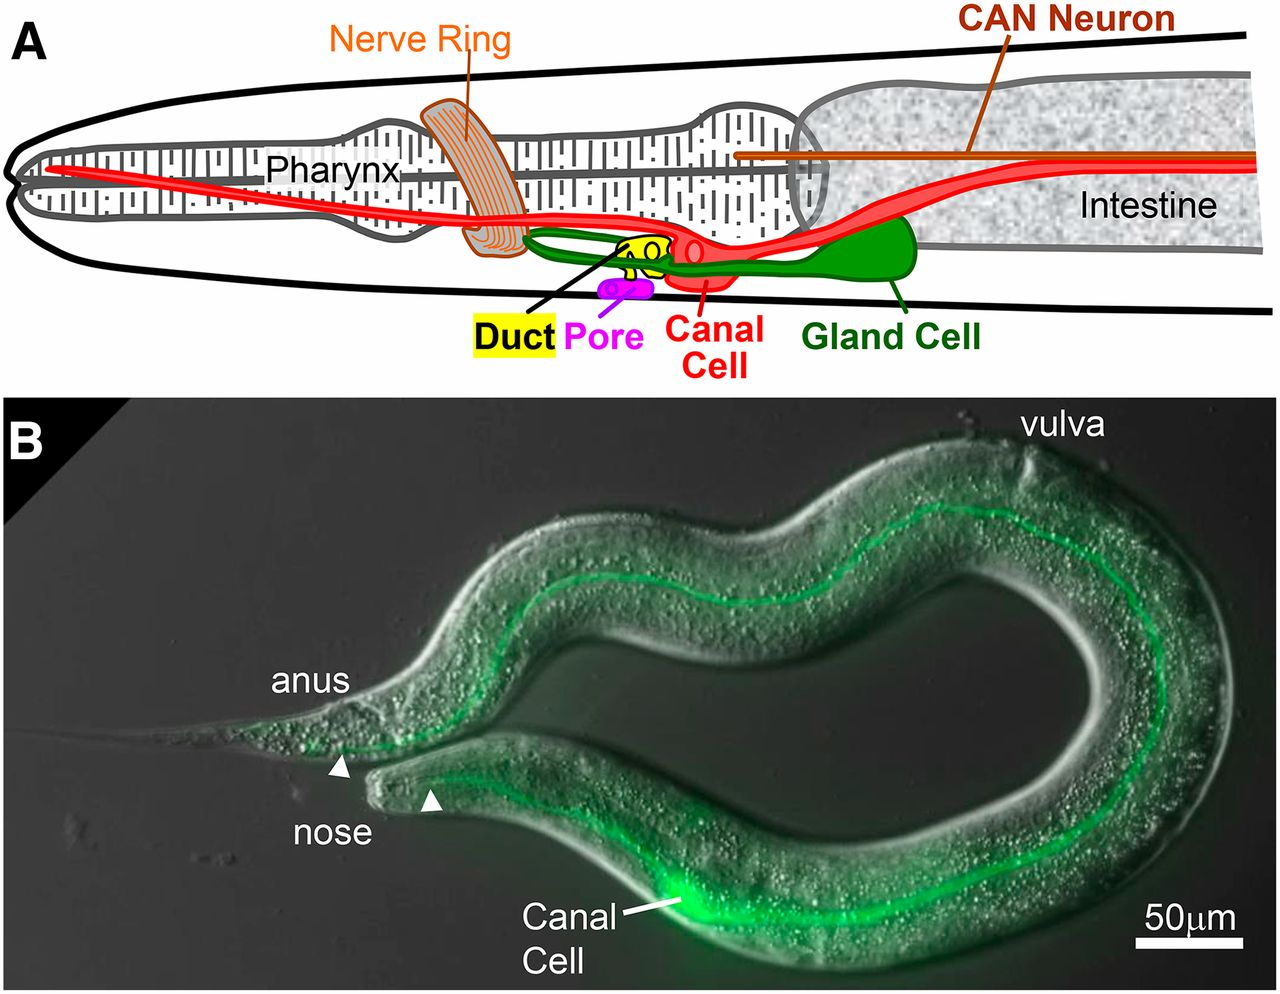 A
Nerve Ring
CAN Neuron
Pharynx
Intestine
Duct
Pore
Canal
Cell
Gland Cell
B
vulva
anus
nose
Canal
Cell
50μm